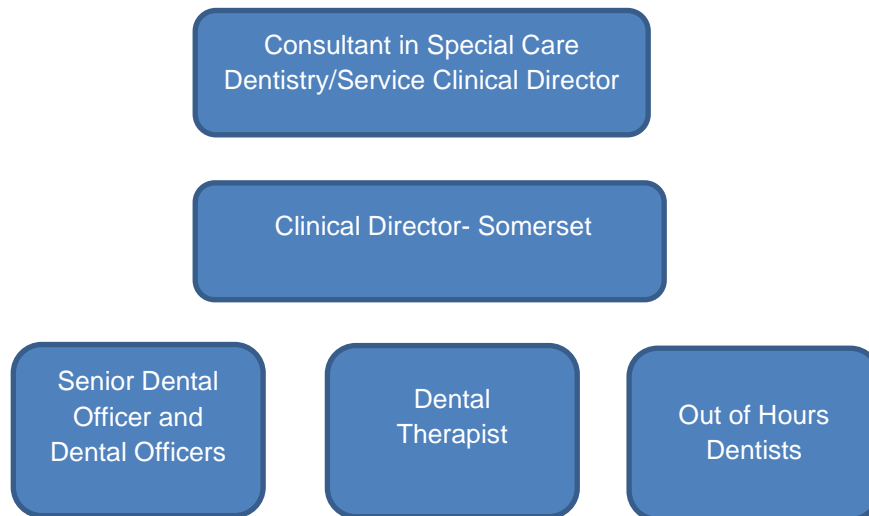 Consultant in Special Care
Dentistry/Service Clinical Director
Clinical Director- Somerset
Senior Dental
Officer and
Dental Officers
Dental
Therapist
Out of Hours
Dentists